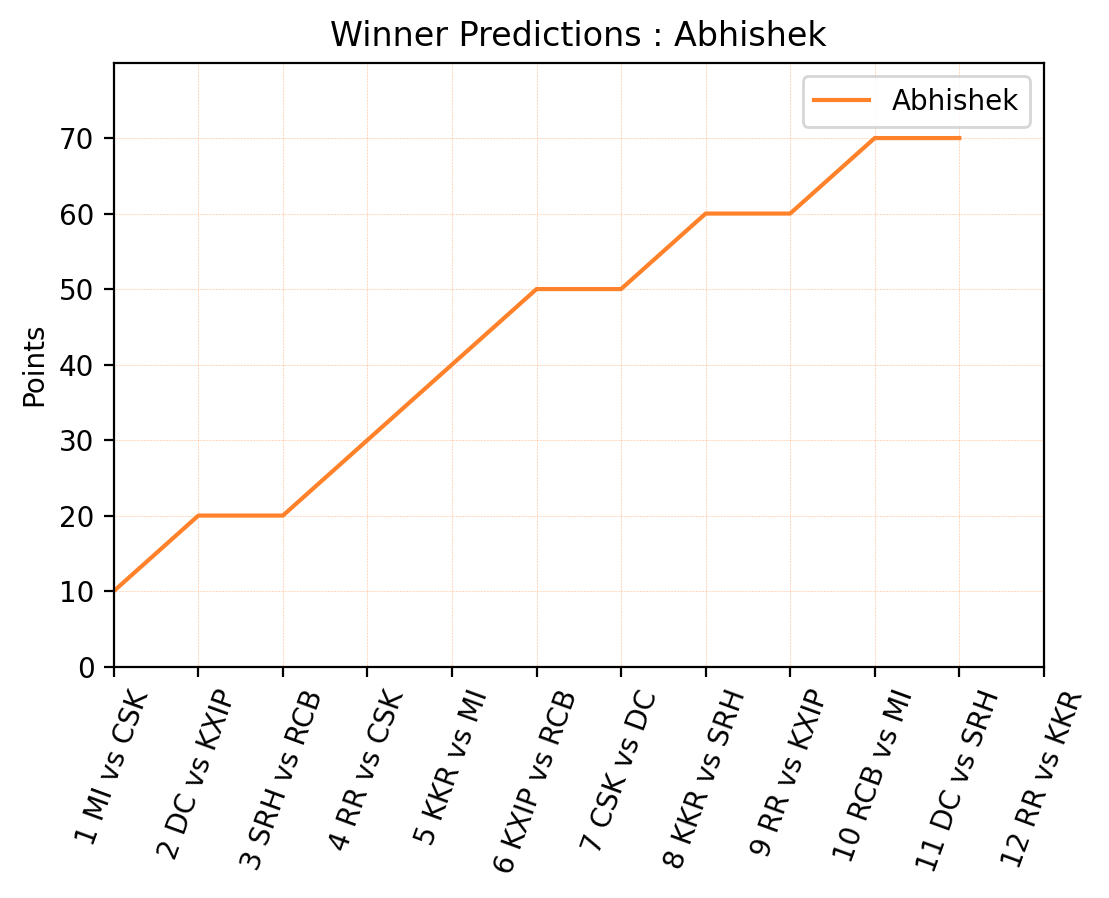 Winner Predictions : Abhishek
Abhishek
Points
70
60
50
40
30
20
10
0
1 MI vs CSK
2 DC vs KXIP
3 SRH vs RCB
4 RR vs CSK
5 KKR vs MI
6 KXIP vs RCB
7 CSK vs DC
8 KKR vs SRH
9 RR vs KXIP
10 RCB vs MI
11 DC vs SRH
12 RR vs KKR